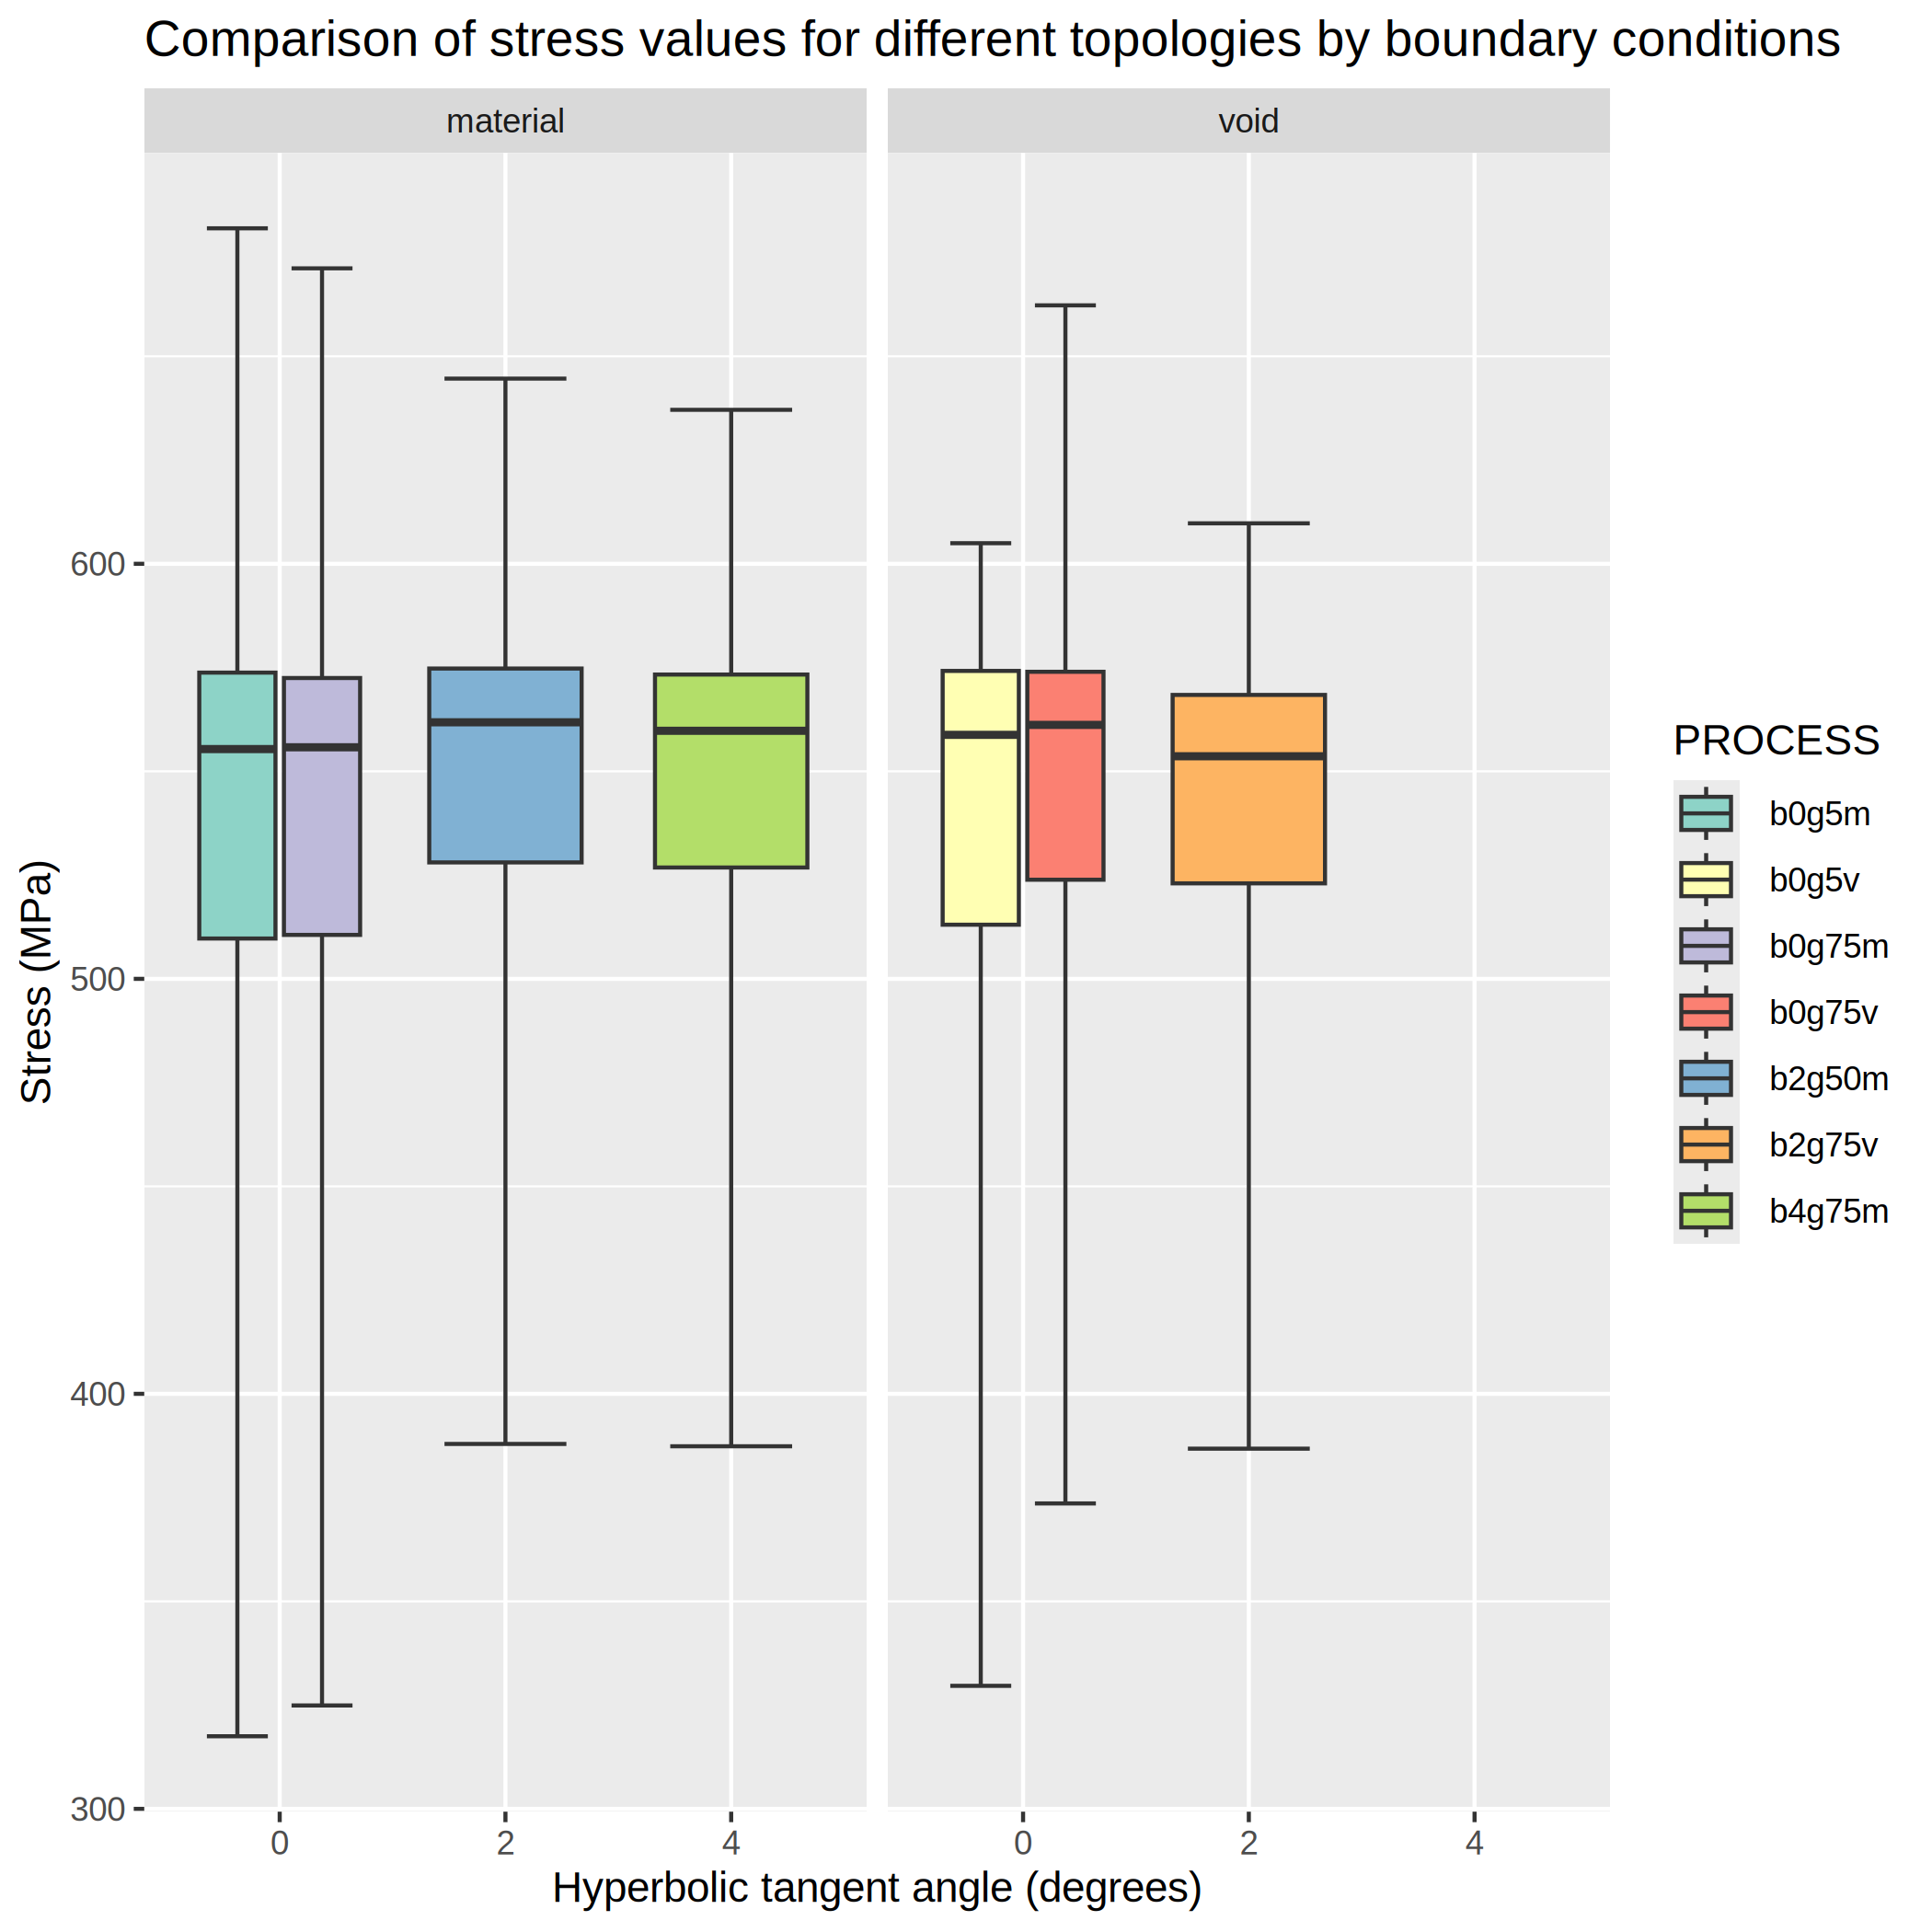 Comparison of stress values for different topologies by boundary conditions
material
void
600
500
400
300
Stress (MPa)
0
2
4
0
2
4
Hyperbolic tangent angle (degrees)
PROCESS
b0g5m
b0g5v
b0g75m
b0g75v
b2g50m
b2g75v
b4g75m